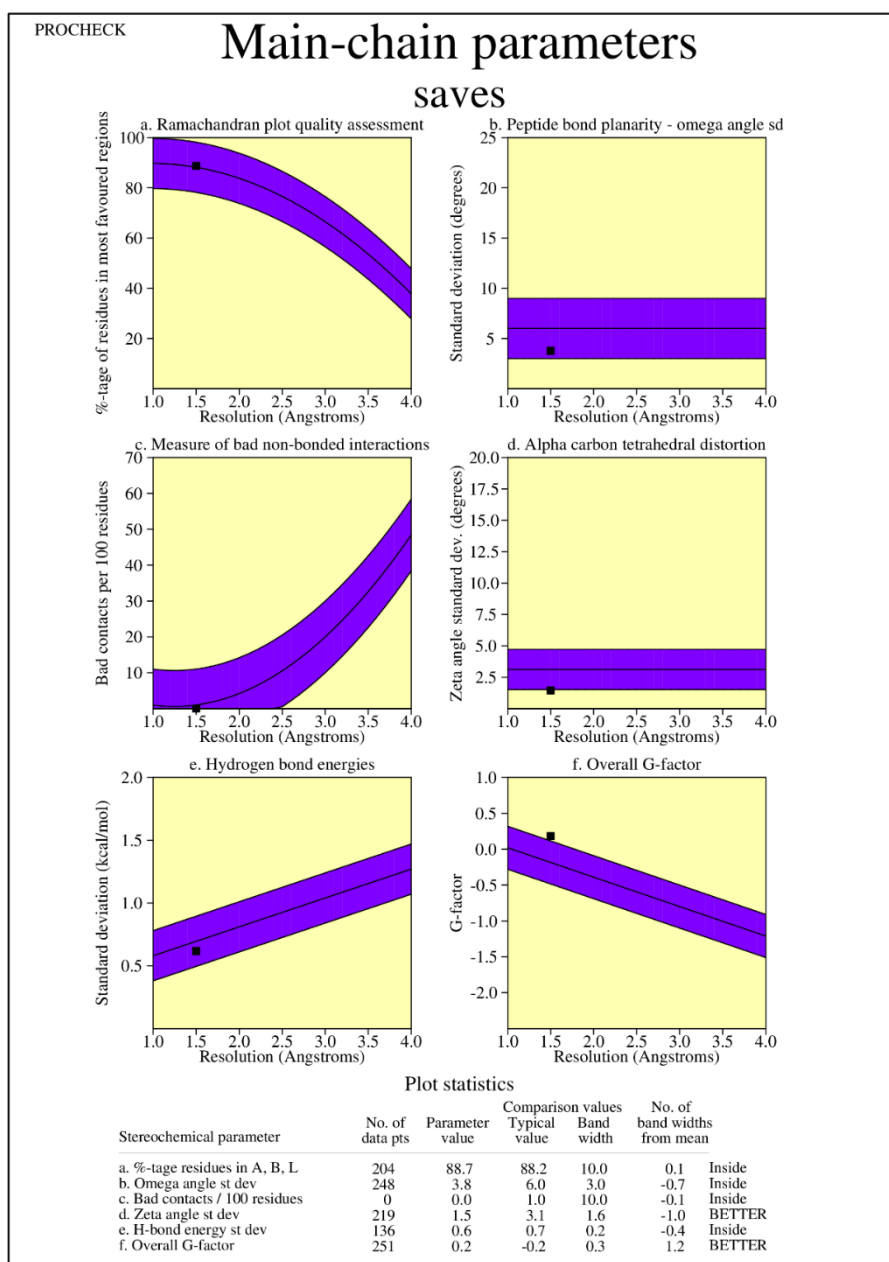 PROCHECK
Main-chain parameters
saves
a. Ramachandran plot quality assessment
%-tage of residues in most favoured regions
100
80
60
40
20
1.0 1.5 2.0 2.5 3.0 3.5 4.0
Resolution (Angstroms)
b. Peptide bond planarity - omega angle sd
Standard deviation (degrees)
25
20
15
10
5
1.0 1.5 2.0 2.5 3.0 3.5 4.0
Resolution (Angstroms)
c. Measure of bad non-bonded interactions
Bad contacts per 100 residues
70
60
50
40
30
20
10
1.0 1.5 2.0 2.5 3.0 3.5 4.0
Resolution (Angstroms)
d. Alpha carbon tetrahedral distortion
Zeta angle standard dev. (degrees)
20.0
17.5
15.0
12.5
10.0
7.5
5.0
2.5
1.0 1.5 2.0 2.5 3.0 3.5 4.0
Resolution (Angstroms)
e. Hydrogen bond energies
Standard deviation (kcal/mol)
2.0
1.5
1.0
0.5
1.0 1.5 2.0 2.5 3.0 3.5 4.0
Resolution (Angstroms)
f. Overall G-factor
G-factor
1.0
0.5
0.0
-0.5
-1.0
-1.5
-2.0
1.0 1.5 2.0 2.5 3.0 3.5 4.0
Resolution (Angstroms)
Plot statistics
Comparison values
No. of Parameter Typical Band No. of
Stereochemical parameter data pts value value width band widths from mean
a. %-tage residues in A, B, L 204 88.7 88.2 10.0 0.1 Inside
b. Omega angle st dev 248 3.8 6.0 3.0 -0.7 Inside
c. Bad contacts / 100 residues 0 0.0 1.0 10.0 -0.1 Inside
d. Zeta angle st dev 219 1.5 3.1 1.6 -1.0 BETTER
e. H-bond energy st dev 136 0.6 0.7 0.2 -0.4 Inside
f. Overall G-factor 251 0.2 -0.2 0.3 1.2 BETTER